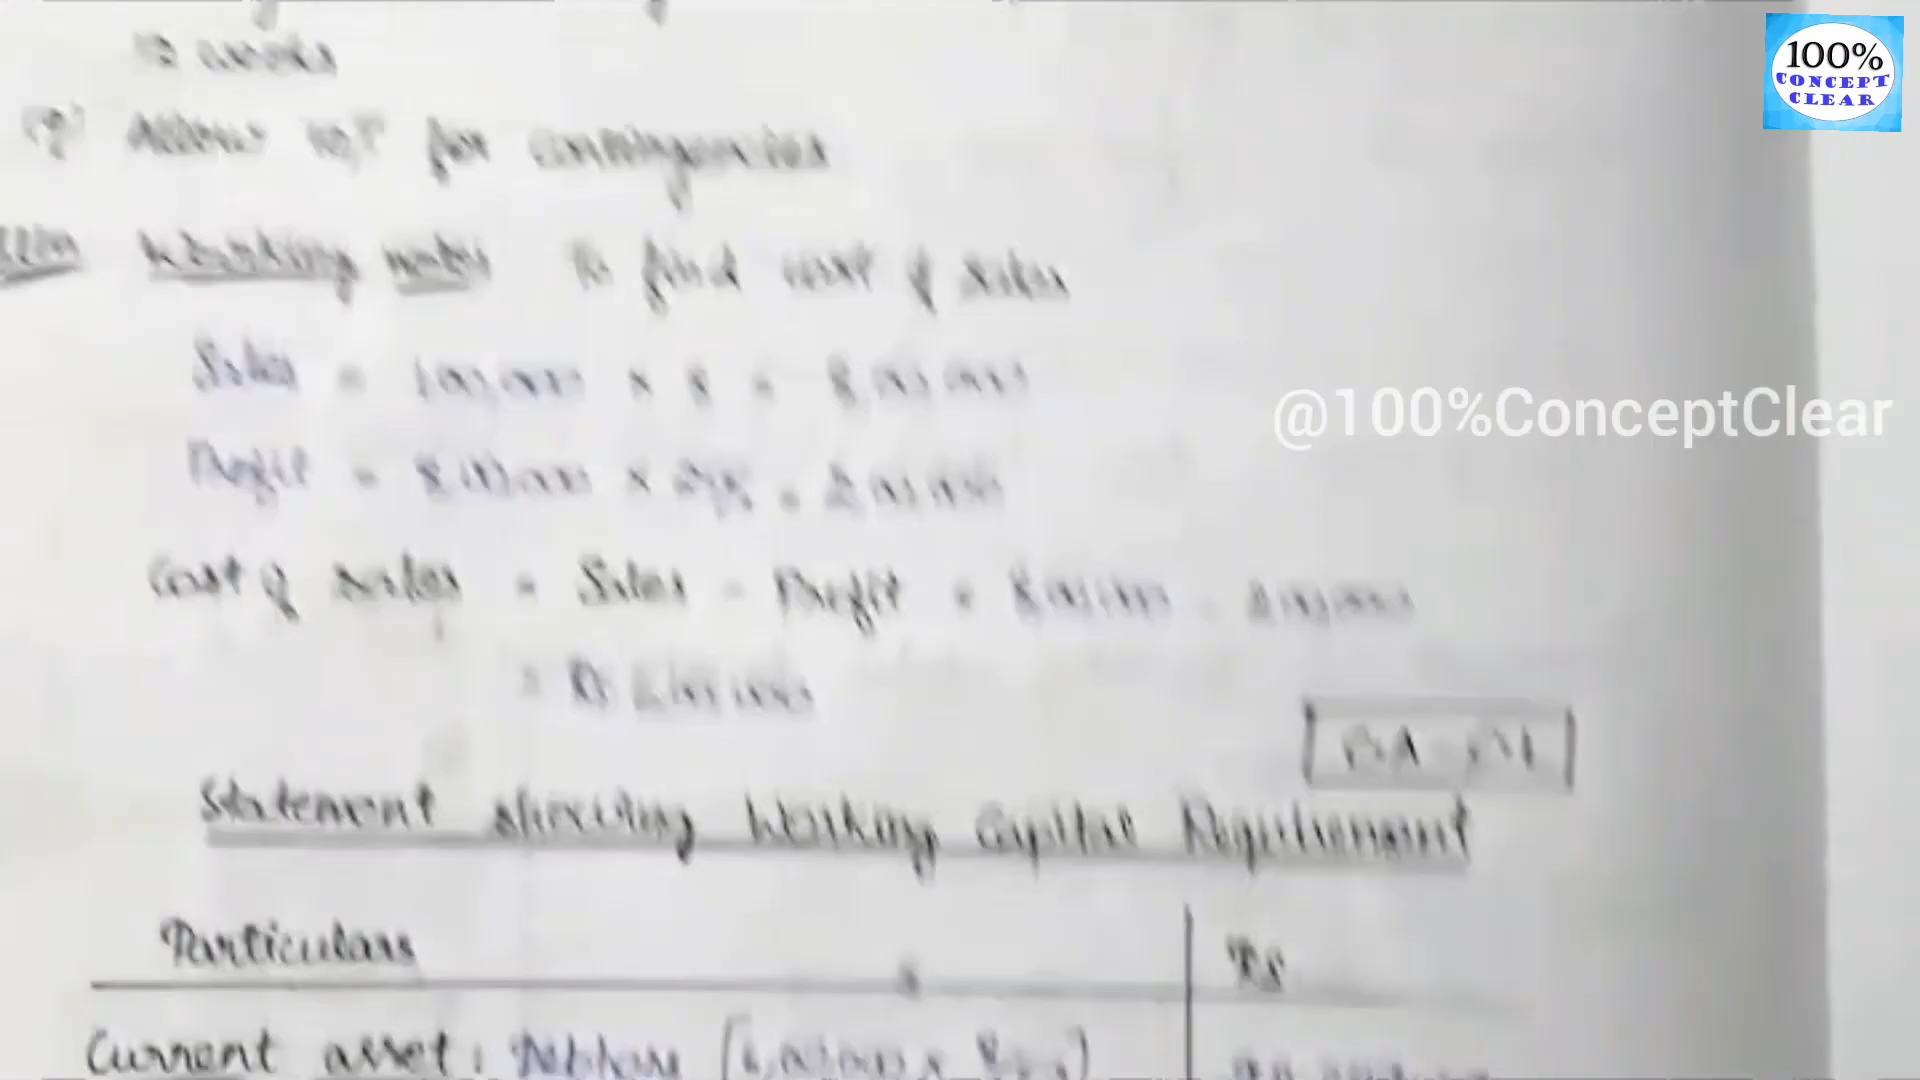 100%
CONCEPT
CLEAR
weeks
Allow 10% for contingencies
Working notes To find cost of sales
@100%ConceptClear
Sales = 1,00,000 × 8 = 8,00,000
Profit = 8,00,000 × 25% = 2,00,000
Cost of sales = Sales - Profit = 8,00,000 - 2,00,000
= Rs 6,00,000
CA - CL
Statement showing Working Capital Requirement
Particulars Rs
Current asset: Debtors